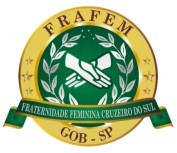 FRAFEM
FRATERNIDADE FEMININA CRUZEIRO DO SUL
GOB - SP